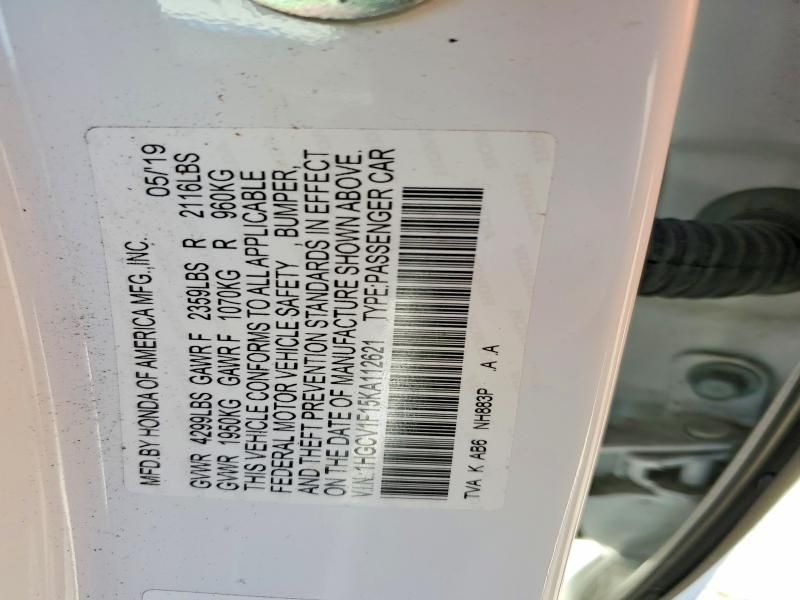 MFD.BY HONDA OF AMERICA MFG.,INC. 05/'19
GVWR 4299LBS GAWR F 2359LBS R 2116LBS
GVWR 1950KG GAWR F 1070KG R 960KG
THIS VEHICLE CONFORMS TO ALL APPLICABLE
FEDERAL MOTOR VEHICLE SAFETY , BUMPER,
AND THEFT PREVENTION STANDARDS IN EFFECT
ON THE DATE OF MANUFACTURE SHOWN ABOVE.
V.I.N.: 1HGCV1F15KA112621 TYPE:PASSENGER CAR
TVA K AB6 NH883P .A .A